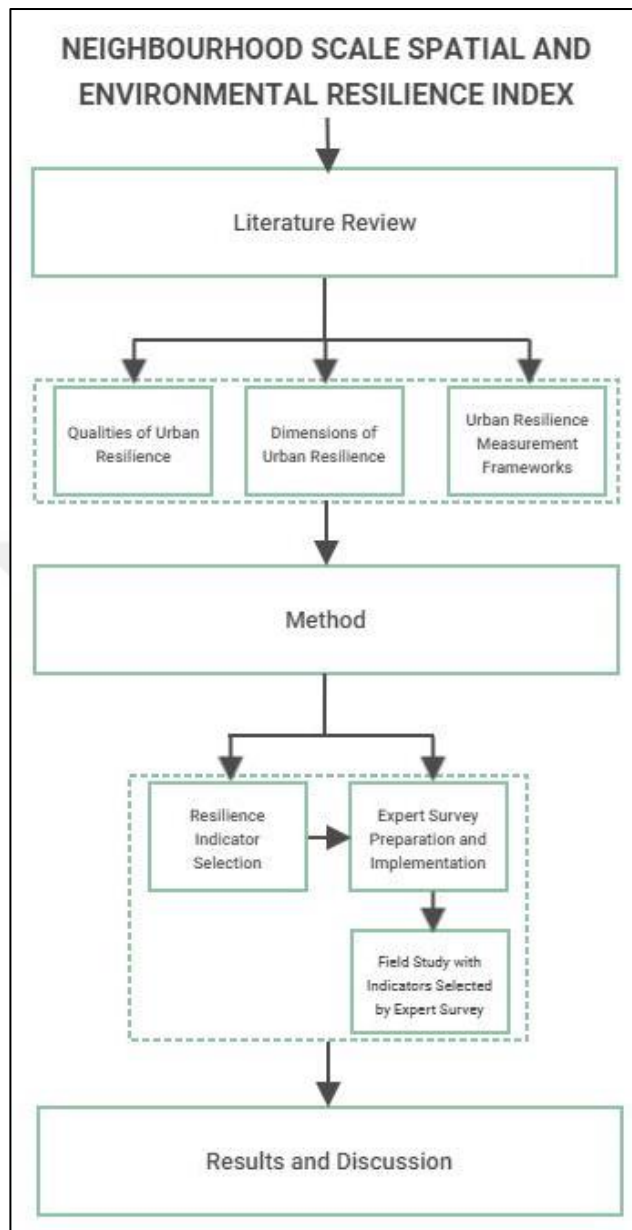 NEIGHBOURHOOD SCALE SPATIAL AND
ENVIRONMENTAL RESILIENCE INDEX
Literature Review
Qualities of Urban
Resilience
Dimensions of
Urban Resilience
Urban Resilience
Measurement
Frameworks
Method
Resilience
Indicator
Selection
Expert Survey
Preparation and
Implementation
Field Study with
Indicators Selected
by Expert Survey
Results and Discussion